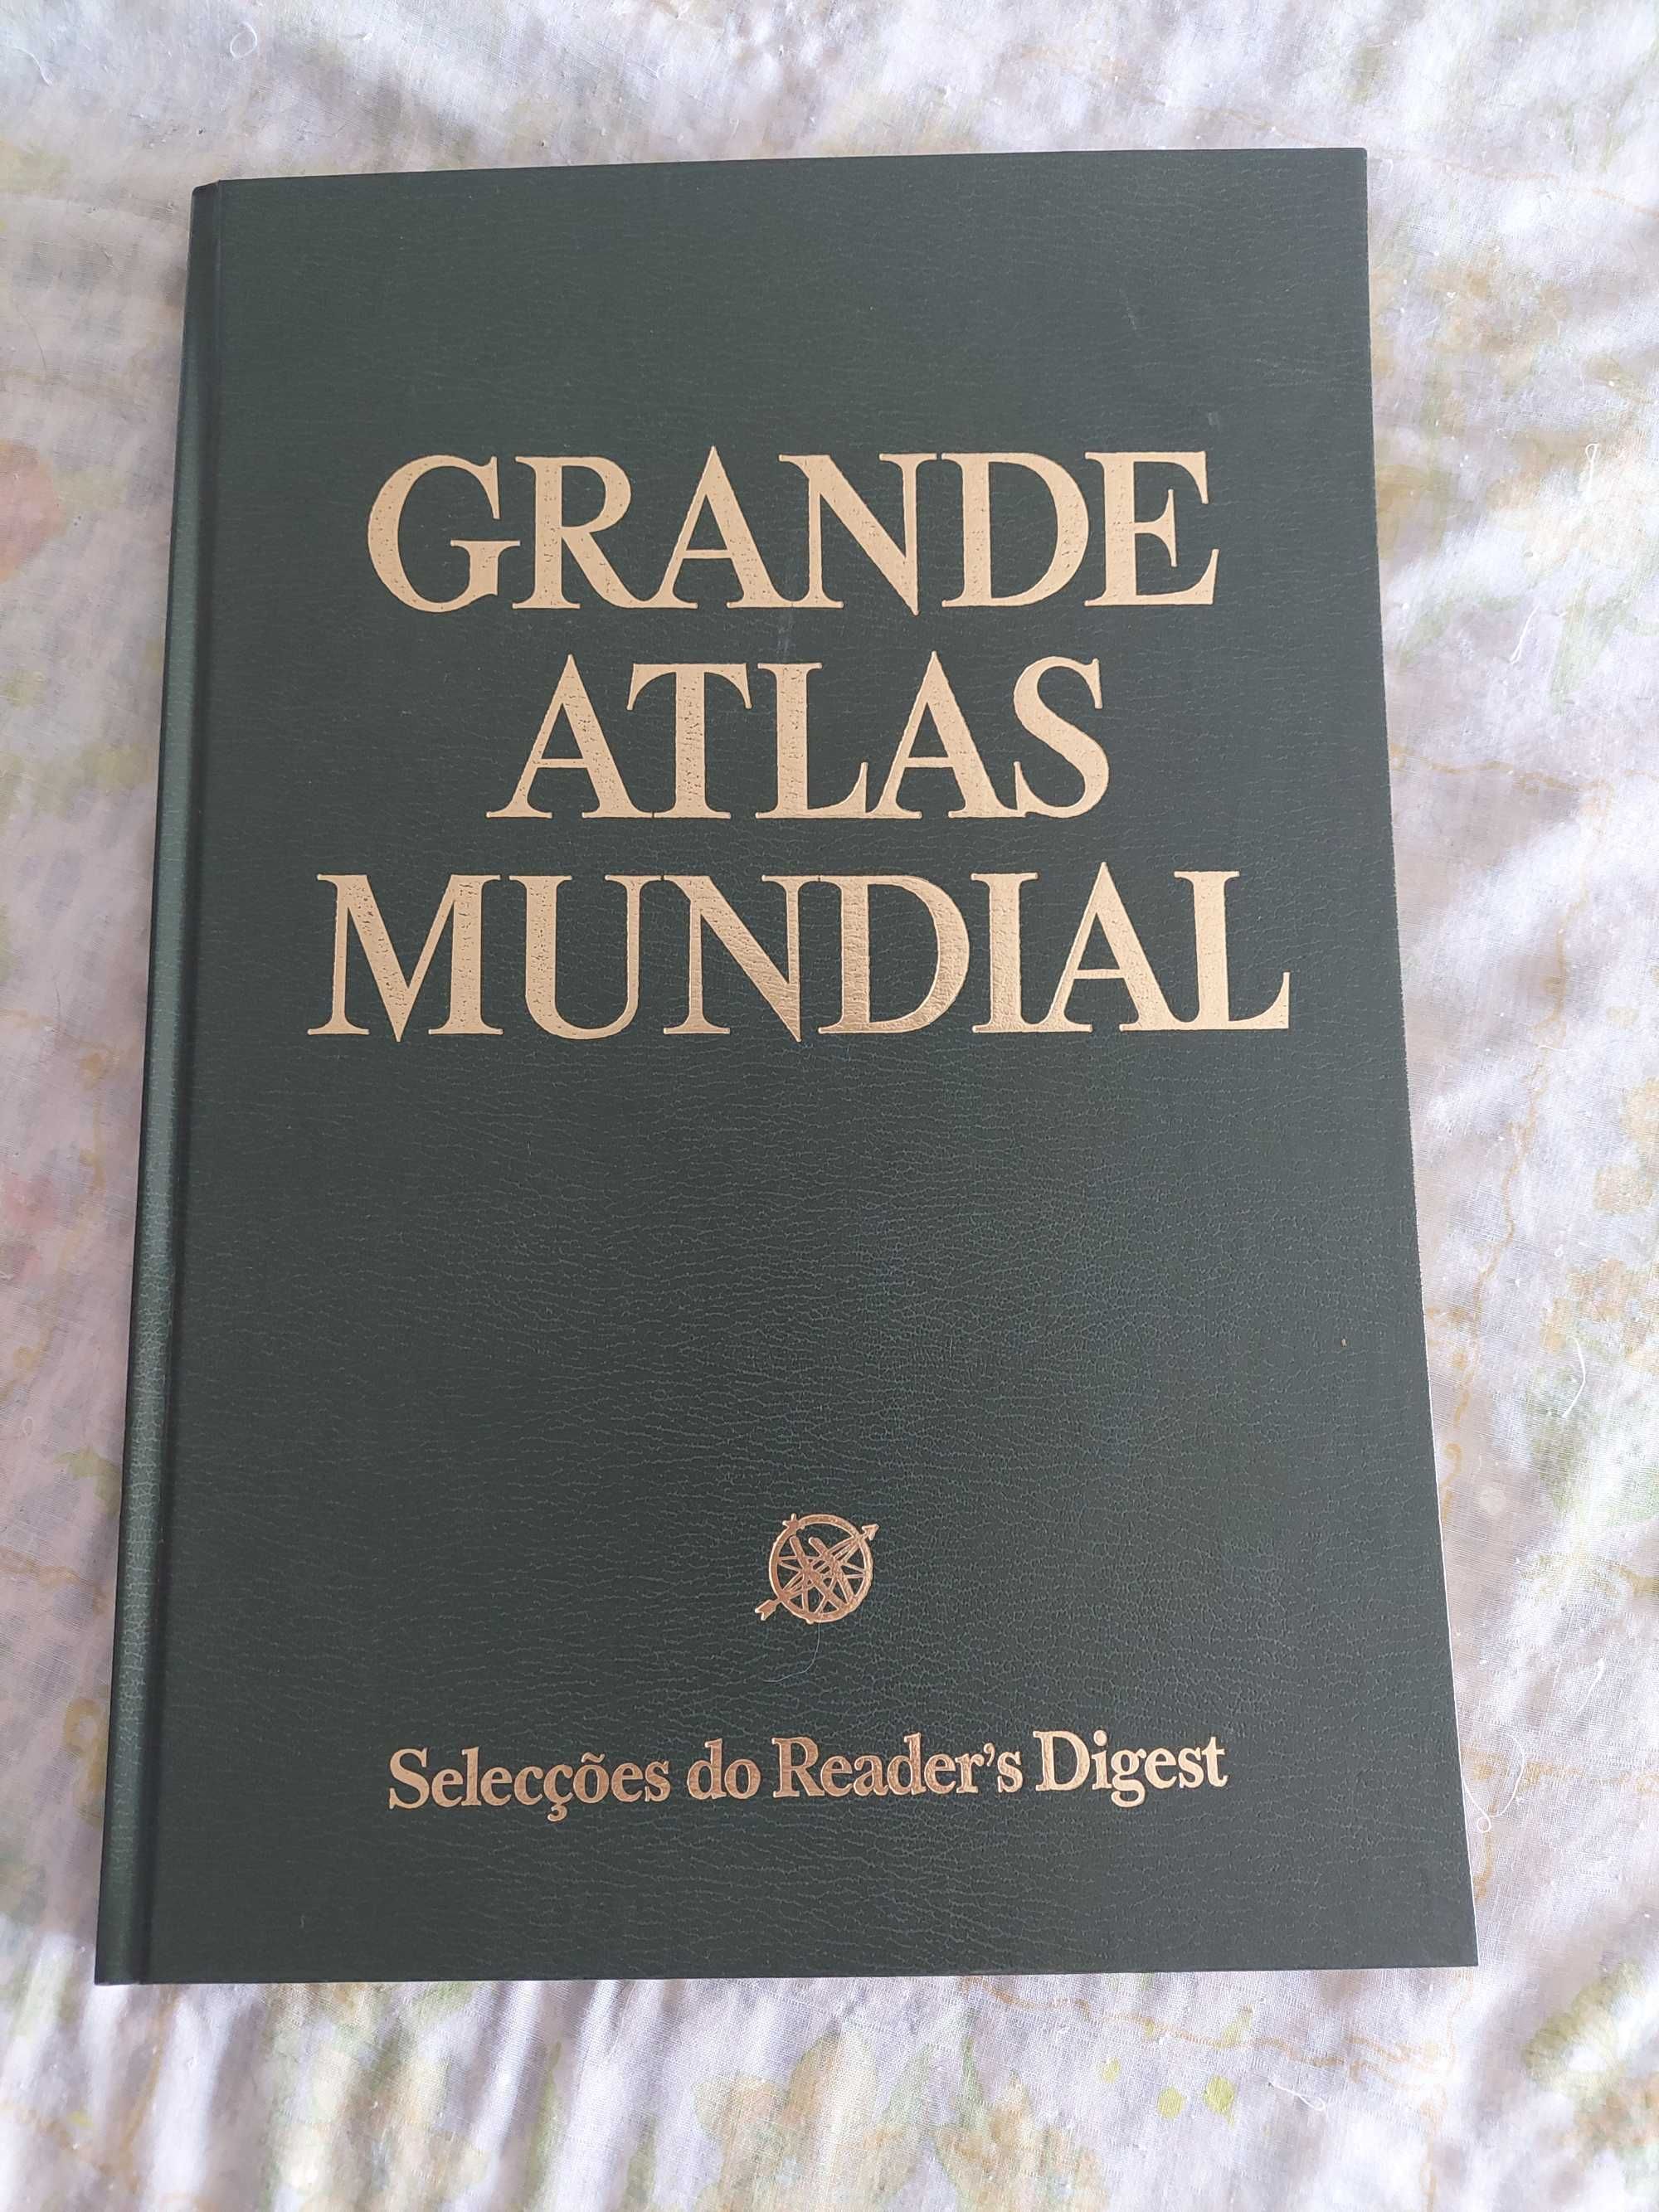 GRANDE
ATLAS
MUNDIAL
Selecções do Reader's Digest